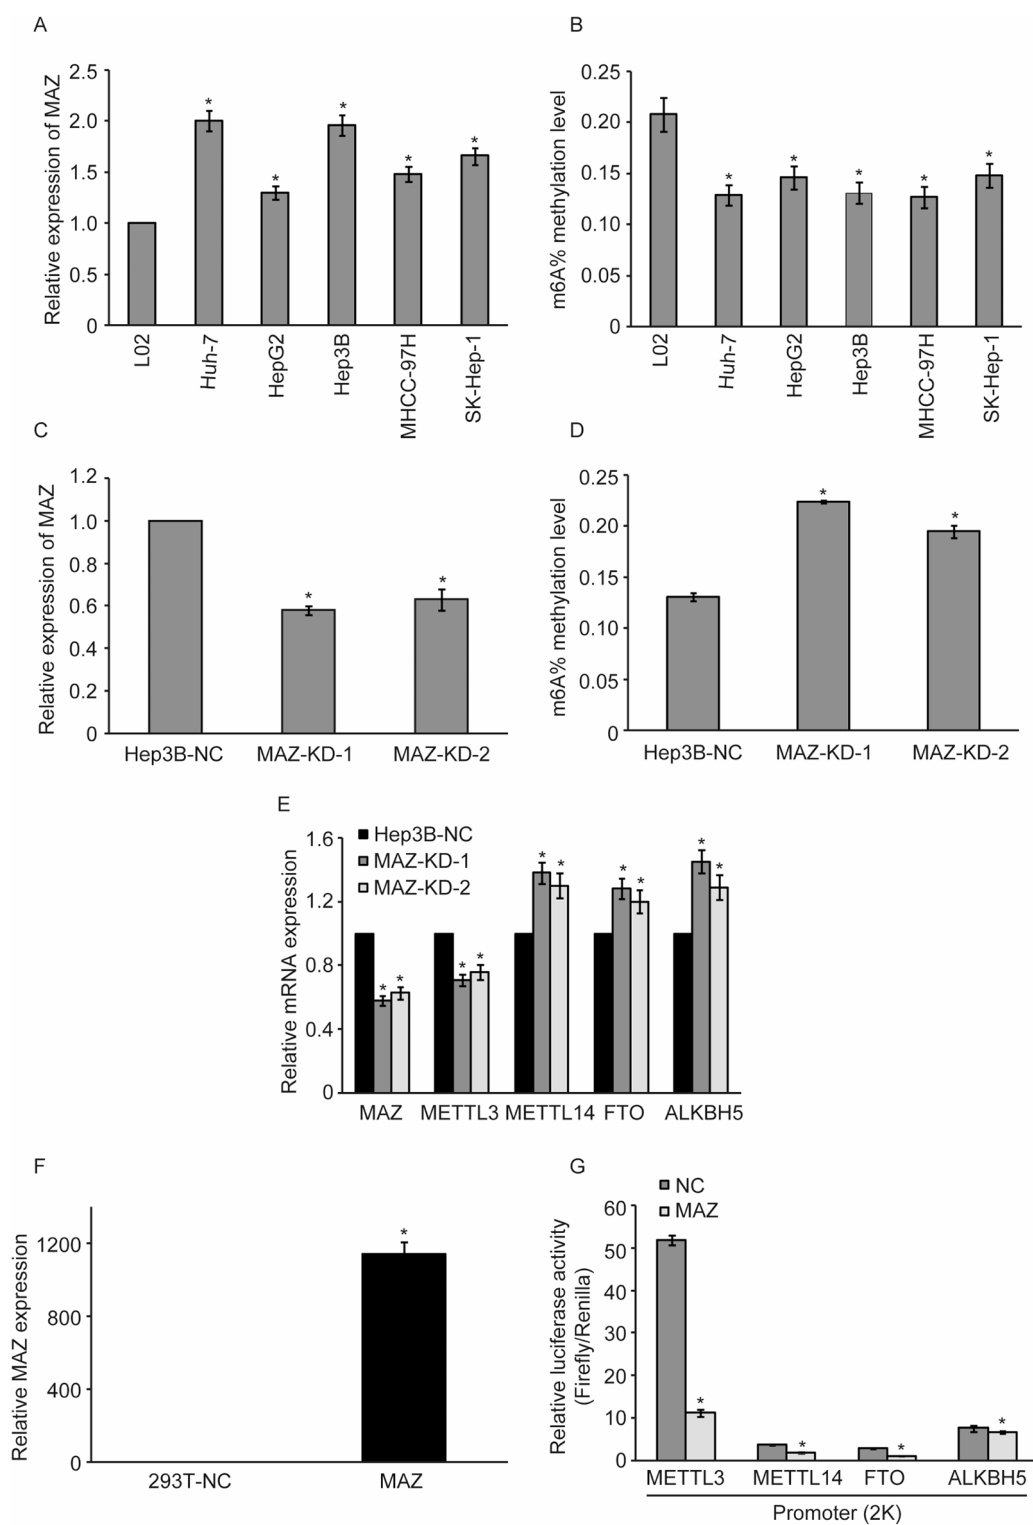 A
Relative expression of MAZ
2.5
2.0
1.5
1.0
0.5
0
*
*
*
*
*
L02
Huh-7
HepG2
Hep3B
MHCC-97H
SK-Hep-1
B
m6A% methylation level
0.25
0.20
0.15
0.10
0.05
0
*
*
*
*
*
L02
Huh-7
HepG2
Hep3B
MHCC-97H
SK-Hep-1
C
Relative expression of MAZ
1.2
1.0
0.8
0.6
0.4
0.2
0
*
*
Hep3B-NC MAZ-KD-1 MAZ-KD-2
D
m6A% methylation level
0.25
0.20
0.15
0.10
0.05
0
*
*
Hep3B-NC MAZ-KD-1 MAZ-KD-2
E
Relative mRNA expression
1.6
1.2
0.8
0.4
0
Hep3B-NC
MAZ-KD-1
MAZ-KD-2
* *
* *
* *
* *
* *
MAZ METTL3 METTL14 FTO ALKBH5
F
Relative MAZ expression
1200
800
400
0
*
293T-NC MAZ
G
Relative luciferase activity
(Firefly/Renilla)
60
50
40
30
20
10
0
NC
MAZ
*
*
*
*
METTL3 METTL14 FTO ALKBH5
Promoter (2K)